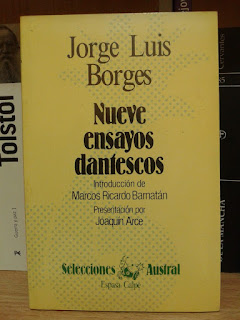 Jorge Luis
Borges
Nueve
ensayos
dantescos
Introducción de
Marcos Ricardo Barnatán
Presentación por
Joaquín Arce
Selecciones Austral
Espasa Calpe
Tolstoi
Cervantes